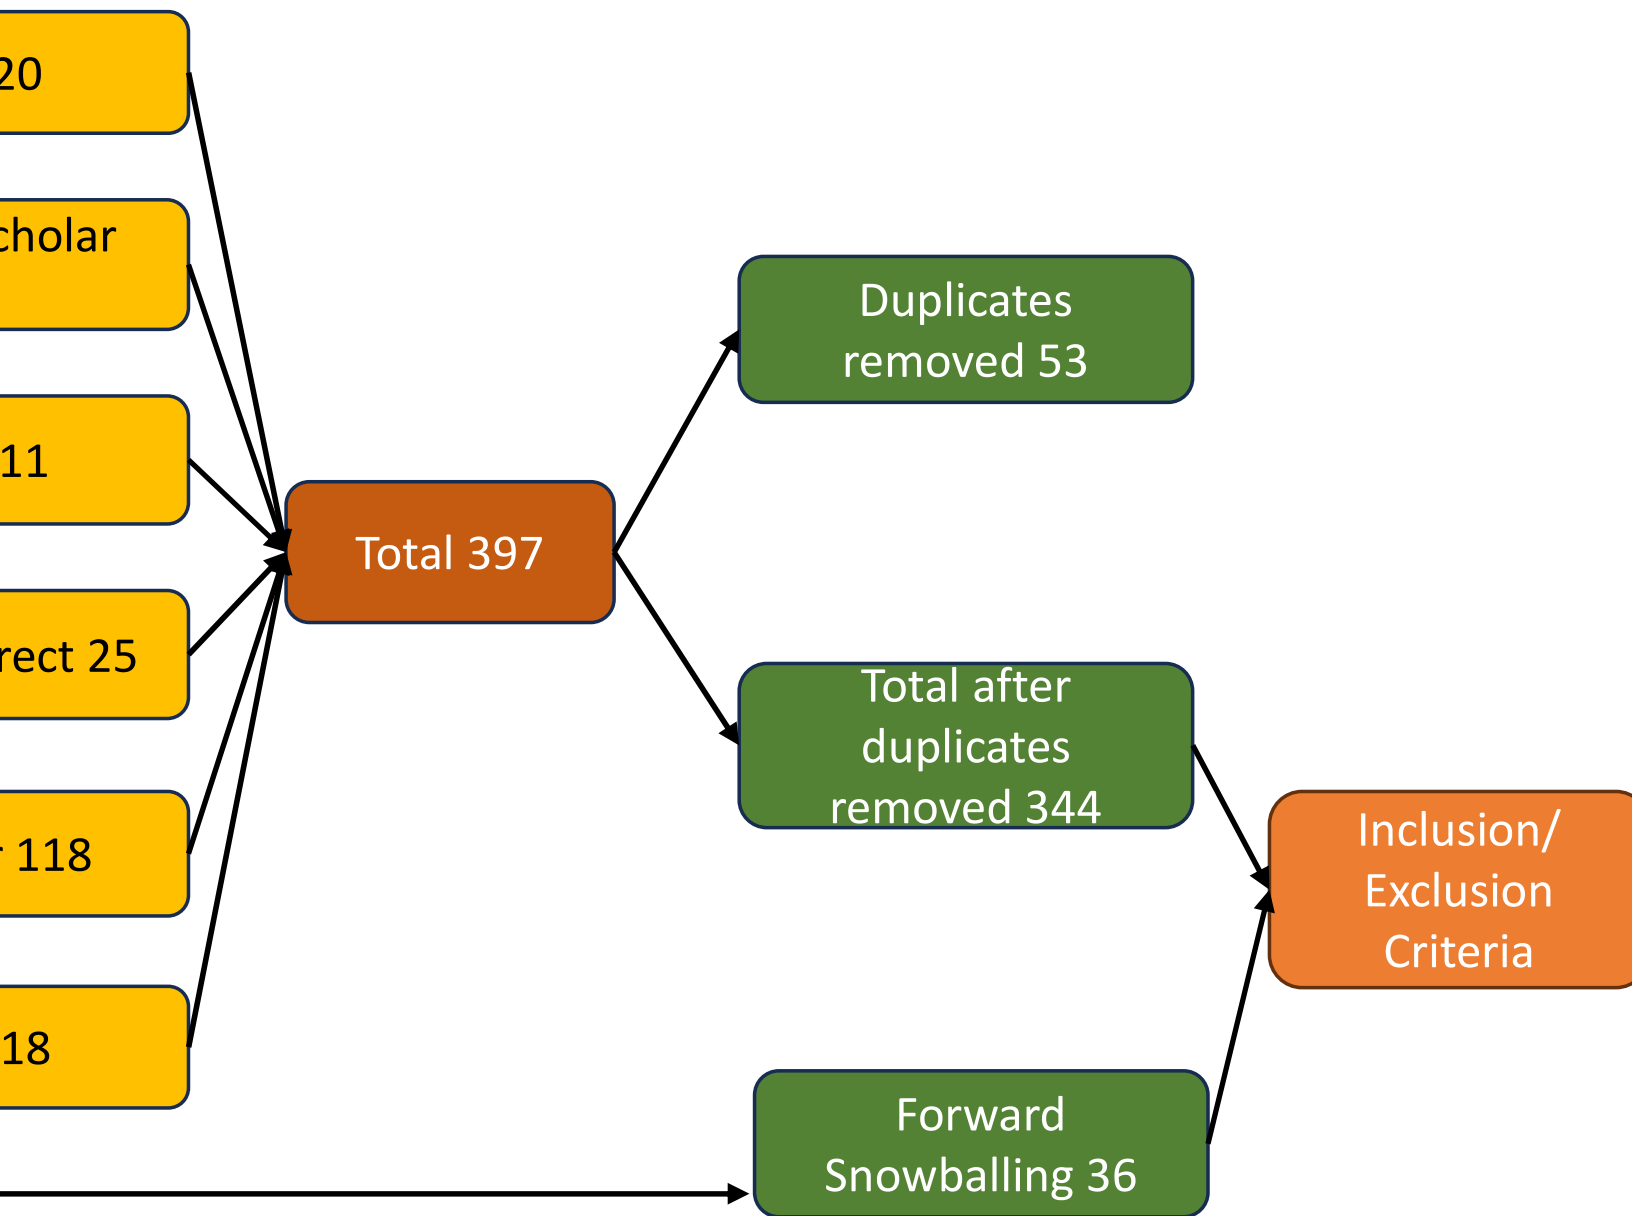 20
cholar
11
rect 25
r 118
18
Total 397
Duplicates
removed 53
Total after
duplicates
removed 344
Forward
Snowballing 36
Inclusion/
Exclusion
Criteria